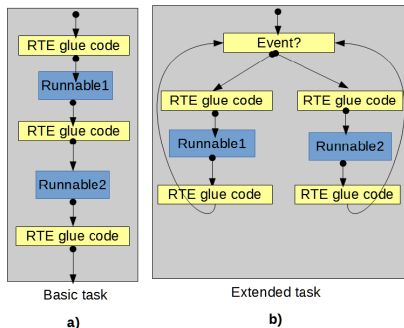 RTE glue code
Runnable1
RTE glue code
Runnable2
RTE glue code
Basic task
a)
Event?
RTE glue code
RTE glue code
Runnable1
Runnable2
RTE glue code
RTE glue code
Extended task
b)